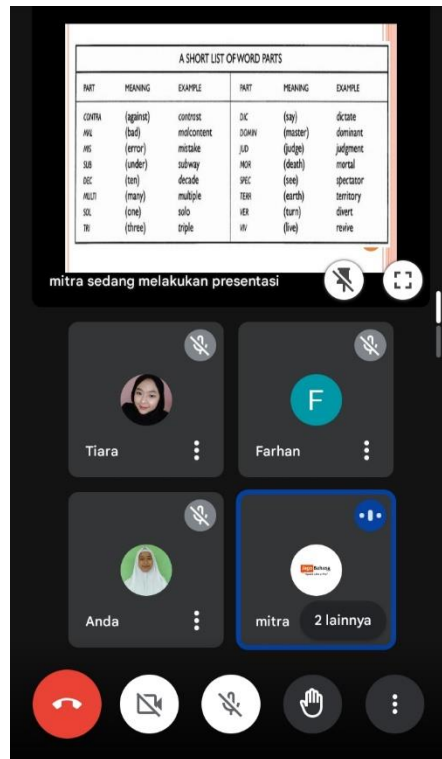 A SHORT LIST OF WORD PARTS
PART MEANING EXAMPLE PART MEANING EXAMPLE
CONTRA (against) contrast DIC (say) dictate
MAL (bad) malcontent DOMIN (master) dominant
MIS (error) mistake JUD (judge) judgment
SUB (under) subway MOR (death) mortal
DEC (ten) decade SPEC (see) spectator
MULTI (many) multiple TERR (earth) territory
SOL (one) solo VER (turn) divert
TRI (three) triple VIV (live) revive
mitra sedang melakukan presentasi
Tiara
F
Farhan
Anda
mitra
2 lainnya